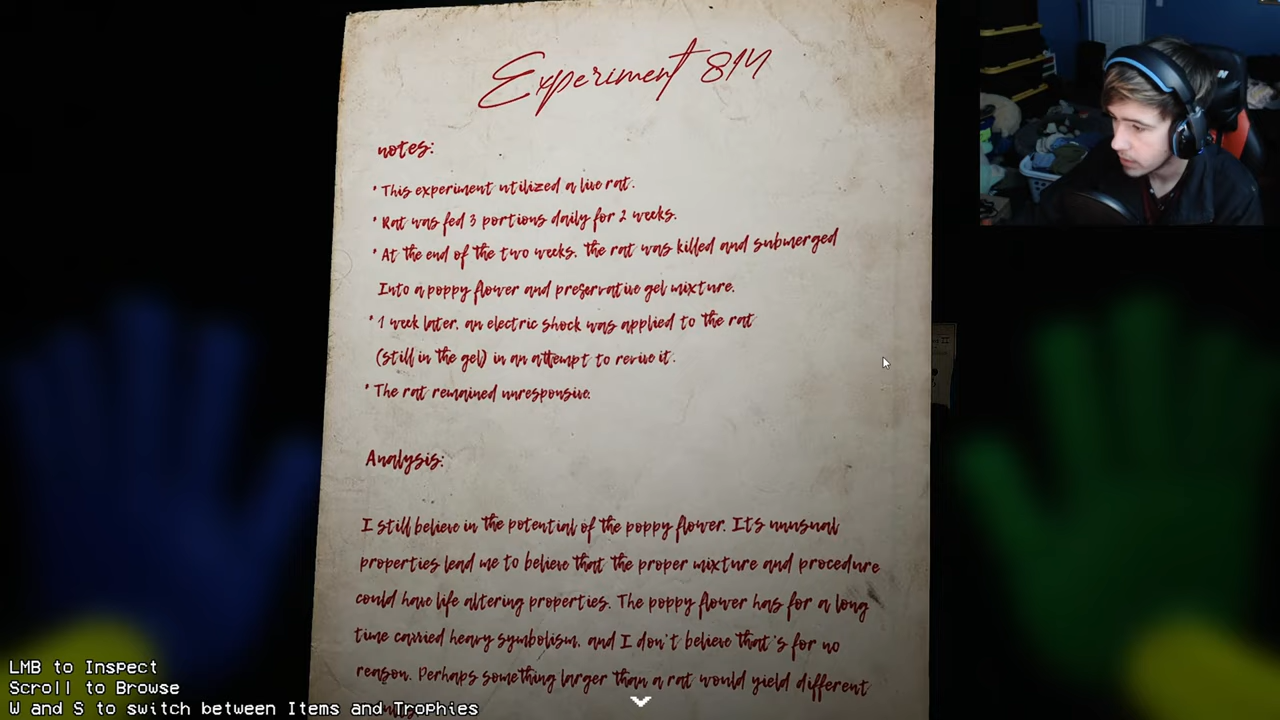 Experiment 814
notes:
• This experiment utilized a live rat.
• Rat was fed 3 portions daily for 2 weeks.
• At the end of the two weeks, the rat was killed and submerged
Into a poppy flower and preservative gel mixture.
• 1 week later, an electric shock was applied to the rat
(still in the gel) in an attempt to revive it.
• The rat remained unresponsive.
Analysis:
I still believe in the potential of the poppy flower. Its unusual
properties lead me to believe that the proper mixture and procedure
could have life altering properties. The poppy flower has for a long
time carried heavy symbolism, and I don't believe that's for no
reason. Perhaps something larger than a rat would yield different
LMB to Inspect
Scroll to Browse
W and S to switch between Items and Trophies